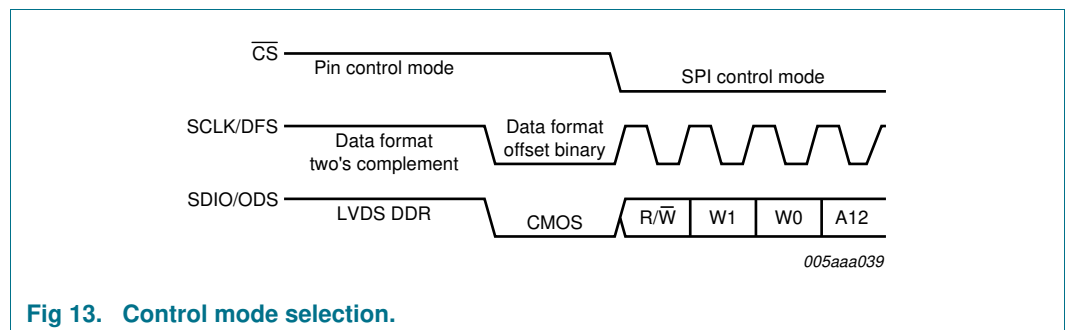 C̅S̅
Pin control mode
SPI control mode
SCLK/DFS
Data format
two's complement
Data format
offset binary
SDIO/ODS
LVDS DDR
CMOS
R/W̅
W1
W0
A12
005aaa039
Fig 13. Control mode selection.